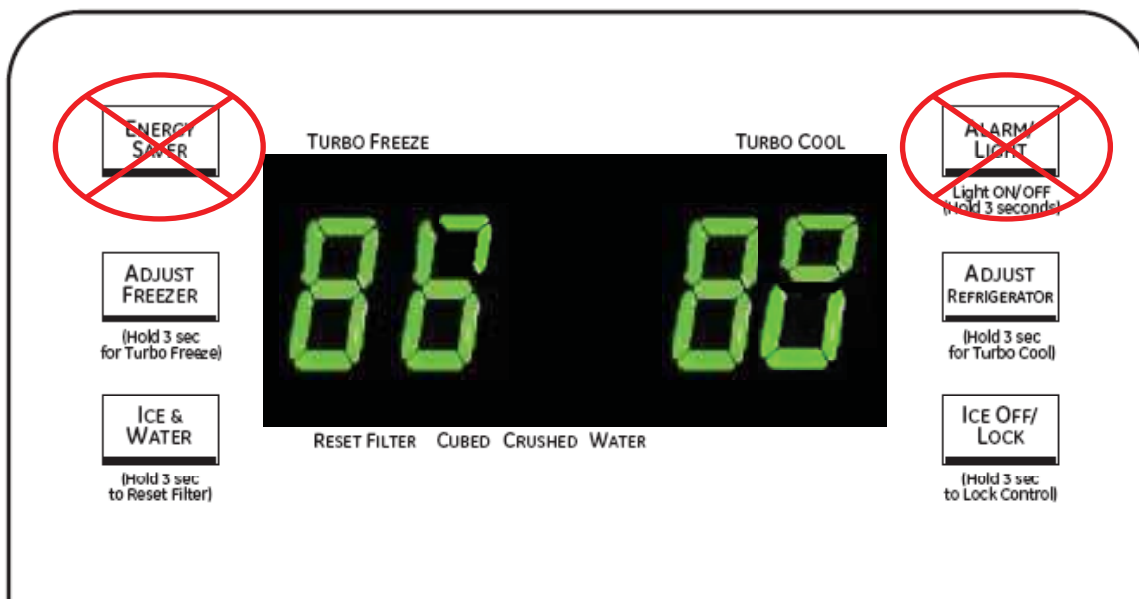 ENERGY
SAVER
TURBO FREEZE
TURBO COOL
ALARM/
LIGHT
Light ON/OFF
(Hold 3 seconds)
8
8
ADJUST
FREEZER
(Hold 3 sec
for Turbo Freeze)
ADJUST
REFRIGERATOR
(Hold 3 sec
for Turbo Cool)
ICE &
WATER
(Hold 3 sec
to Reset Filter)
RESET FILTER CUBED CRUSHED WATER
ICE OFF/
LOCK
(Hold 3 sec
to Lock Control)